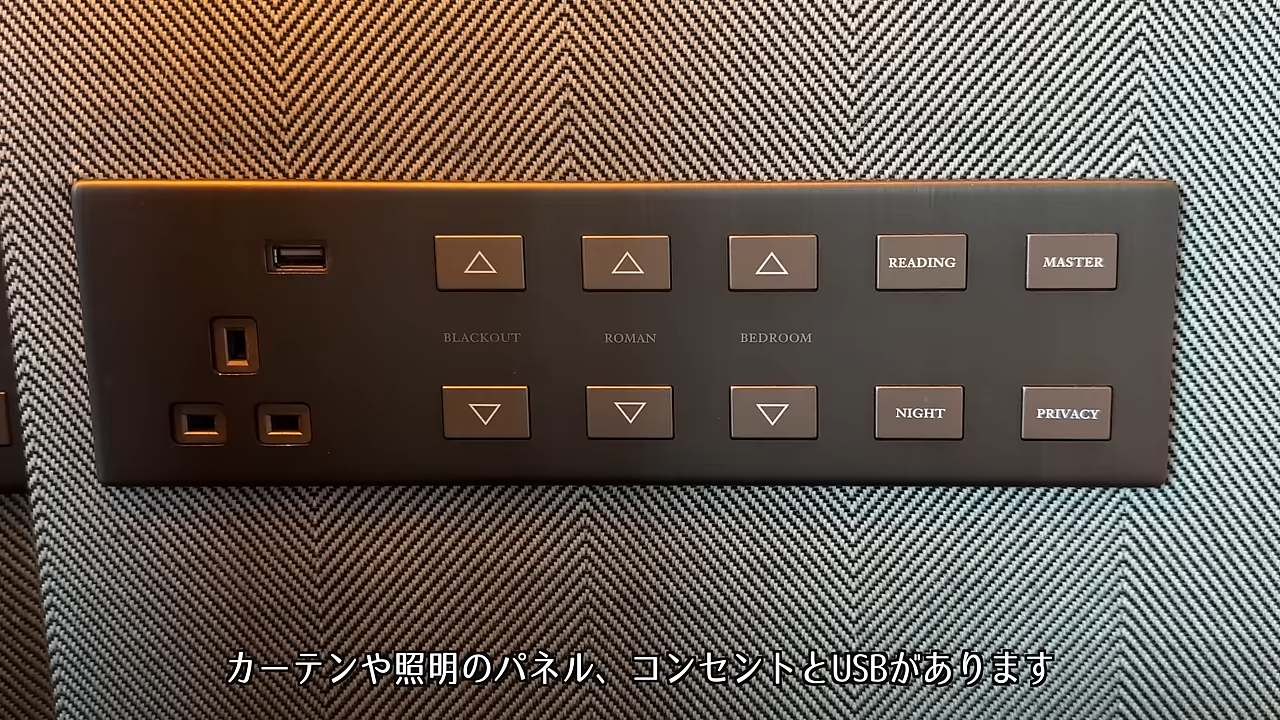 READING
MASTER
BLACKOUT
ROMAN
BEDROOM
NIGHT
PRIVACY
カーテンや照明のパネル、コンセントとUSBがあります